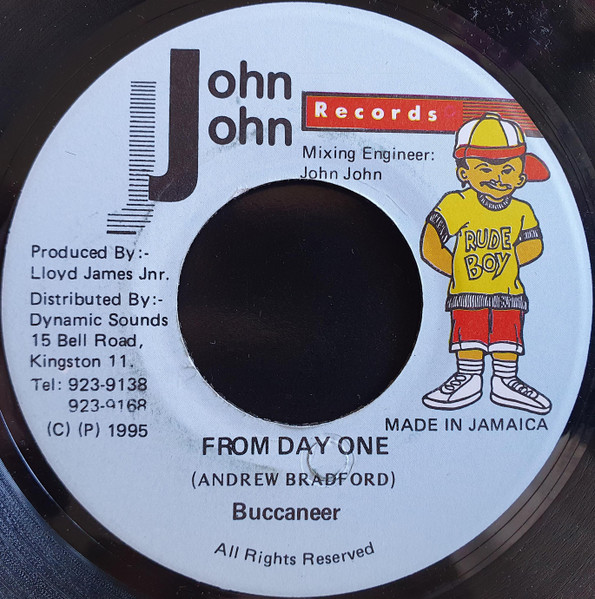 John
John
Records
Mixing Engineer:
John John
RUDE
BOY
Produced By:-
Lloyd James Jnr.
Distributed By:-
Dynamic Sounds
15 Bell Road,
Kingston 11.
Tel: 923-9138
923-9168
(C) (P) 1995
MADE IN JAMAICA
FROM DAY ONE
(ANDREW BRADFORD)
Buccaneer
All Rights Reserved